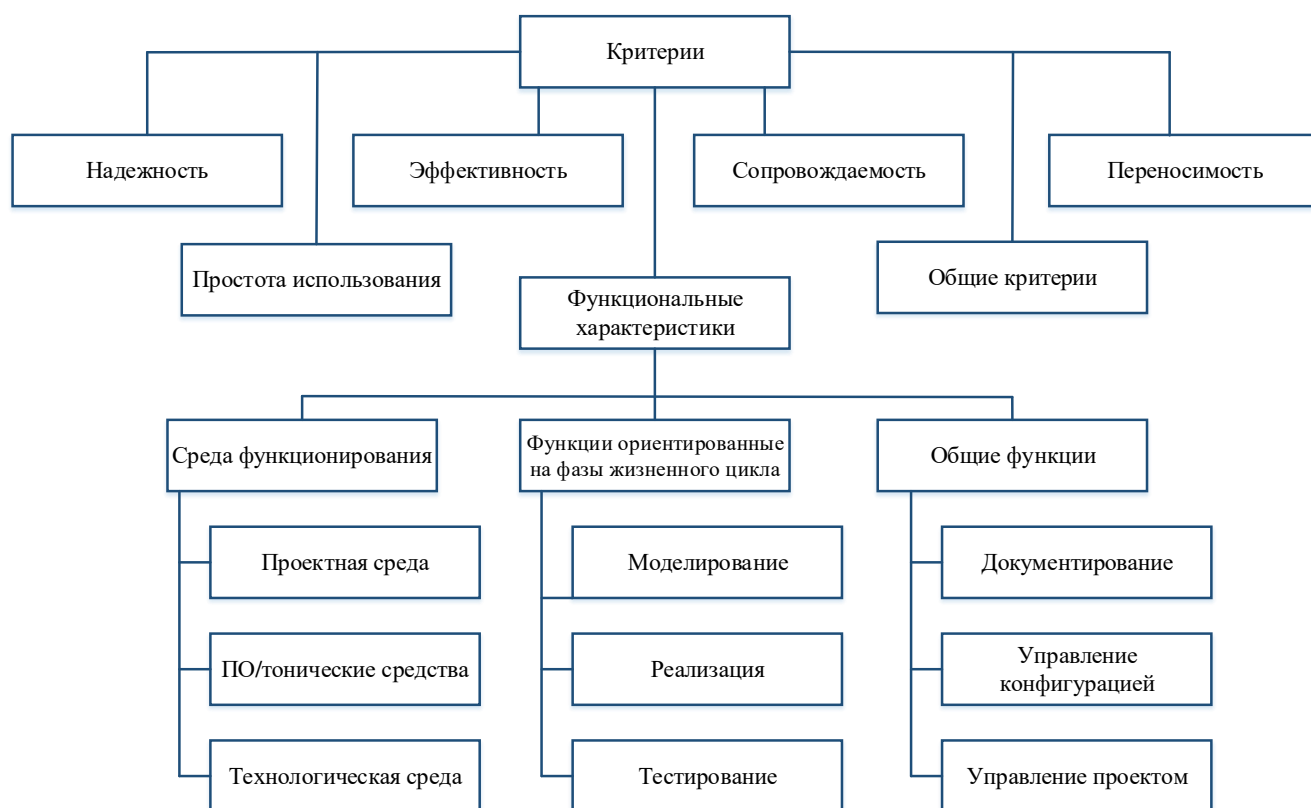 Критерии
Надежность
Эффективность
Сопровождаемость
Переносимость
Простота использования
Общие критерии
Функциональные
характеристики
Среда функционирования
Функции ориентированные
на фазы жизненного цикла
Общие функции
Проектная среда
Моделирование
Документирование
ПО/тонические средства
Реализация
Управление
конфигурацией
Технологическая среда
Тестирование
Управление проектом